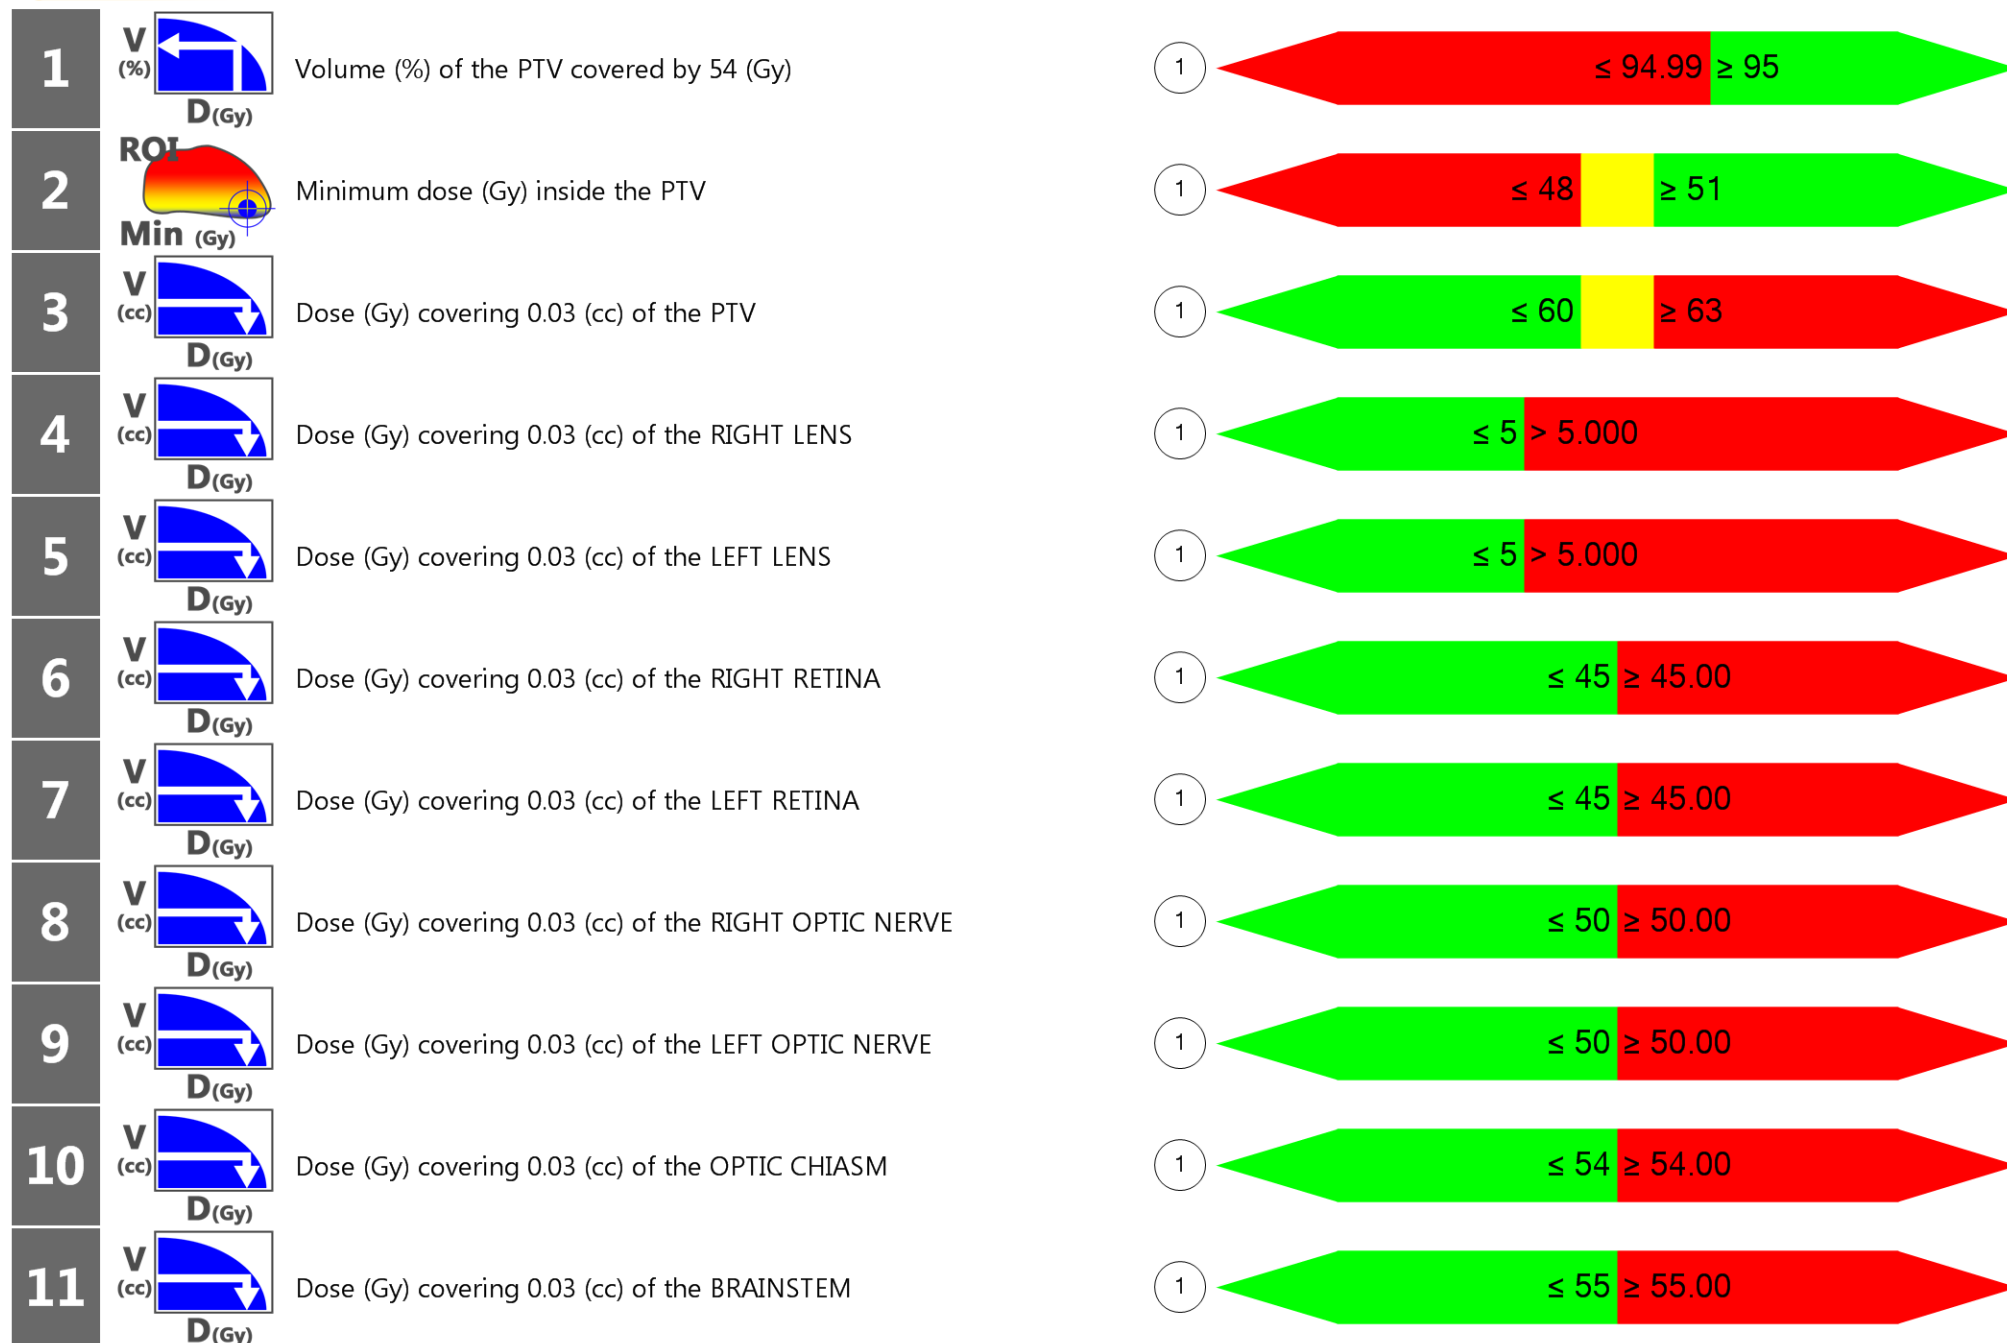 1 V (%) D(Gy) Volume (%) of the PTV covered by 54 (Gy) 1 ≤ 94.99 ≥ 95
2 ROI Min (Gy) Minimum dose (Gy) inside the PTV 1 ≤ 48 ≥ 51
3 V (cc) D(Gy) Dose (Gy) covering 0.03 (cc) of the PTV 1 ≤ 60 ≥ 63
4 V (cc) D(Gy) Dose (Gy) covering 0.03 (cc) of the RIGHT LENS 1 ≤ 5 > 5.000
5 V (cc) D(Gy) Dose (Gy) covering 0.03 (cc) of the LEFT LENS 1 ≤ 5 > 5.000
6 V (cc) D(Gy) Dose (Gy) covering 0.03 (cc) of the RIGHT RETINA 1 ≤ 45 ≥ 45.00
7 V (cc) D(Gy) Dose (Gy) covering 0.03 (cc) of the LEFT RETINA 1 ≤ 45 ≥ 45.00
8 V (cc) D(Gy) Dose (Gy) covering 0.03 (cc) of the RIGHT OPTIC NERVE 1 ≤ 50 ≥ 50.00
9 V (cc) D(Gy) Dose (Gy) covering 0.03 (cc) of the LEFT OPTIC NERVE 1 ≤ 50 ≥ 50.00
10 V (cc) D(Gy) Dose (Gy) covering 0.03 (cc) of the OPTIC CHIASM 1 ≤ 54 ≥ 54.00
11 V (cc) D(Gy) Dose (Gy) covering 0.03 (cc) of the BRAINSTEM 1 ≤ 55 ≥ 55.00